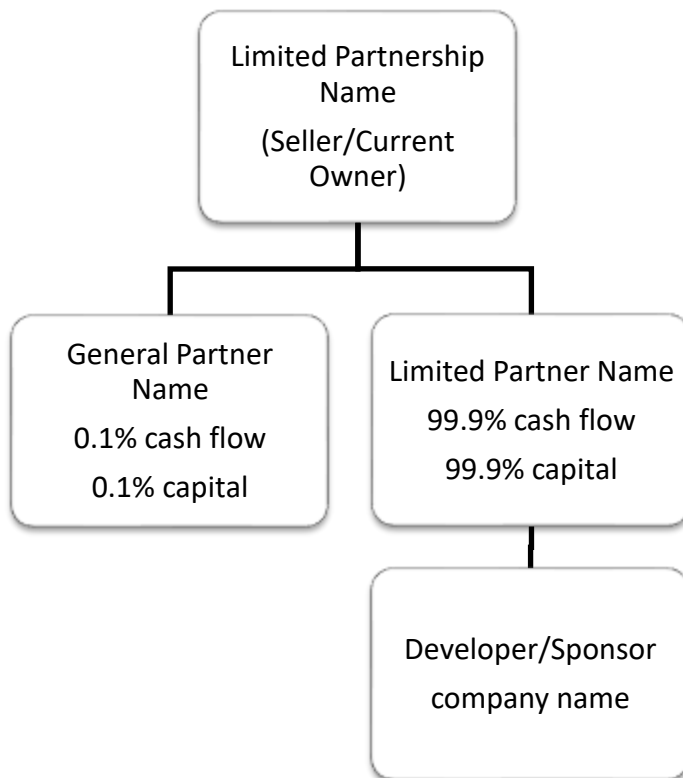 Limited Partnership
Name
(Seller/Current
Owner)
General Partner
Name
0.1% cash flow
0.1% capital
Limited Partner Name
99.9% cash flow
99.9% capital
Developer/Sponsor
company name